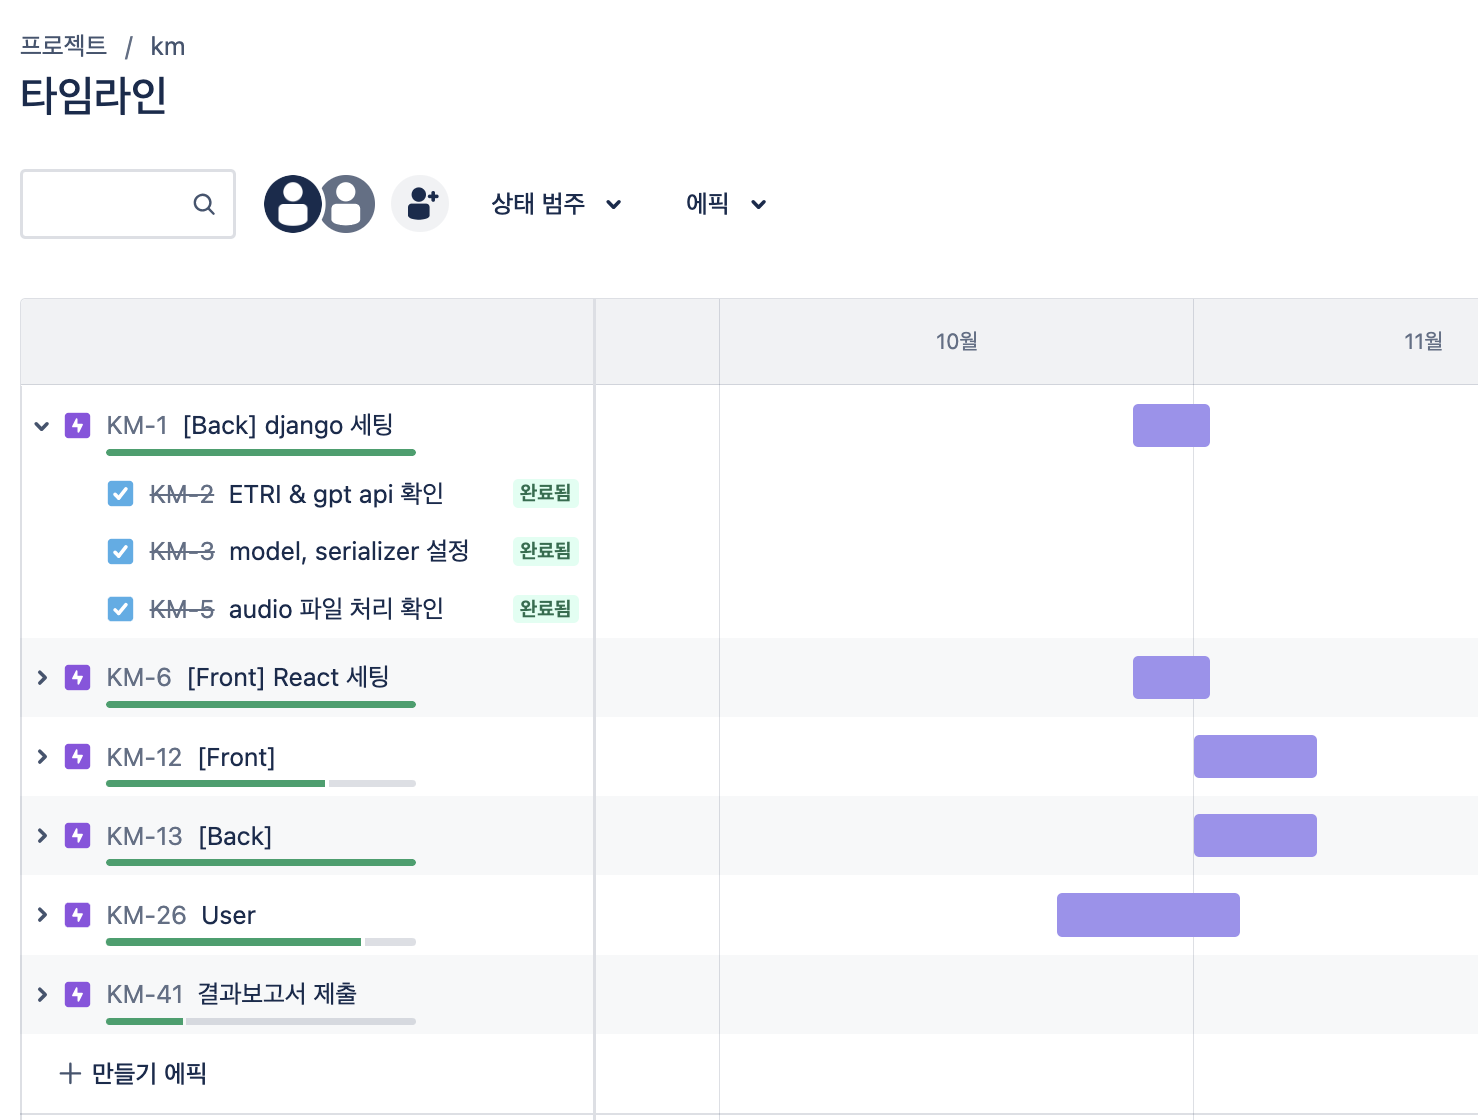 프로젝트 / km
타임라인
상태 범주 에픽
10월 11월
KM-1 [Back] django 세팅
KM-2 ETRI & gpt api 확인 완료됨
KM-3 model, serializer 설정 완료됨
KM-5 audio 파일 처리 확인 완료됨
KM-6 [Front] React 세팅
KM-12 [Front]
KM-13 [Back]
KM-26 User
KM-41 결과보고서 제출
+ 만들기 에픽